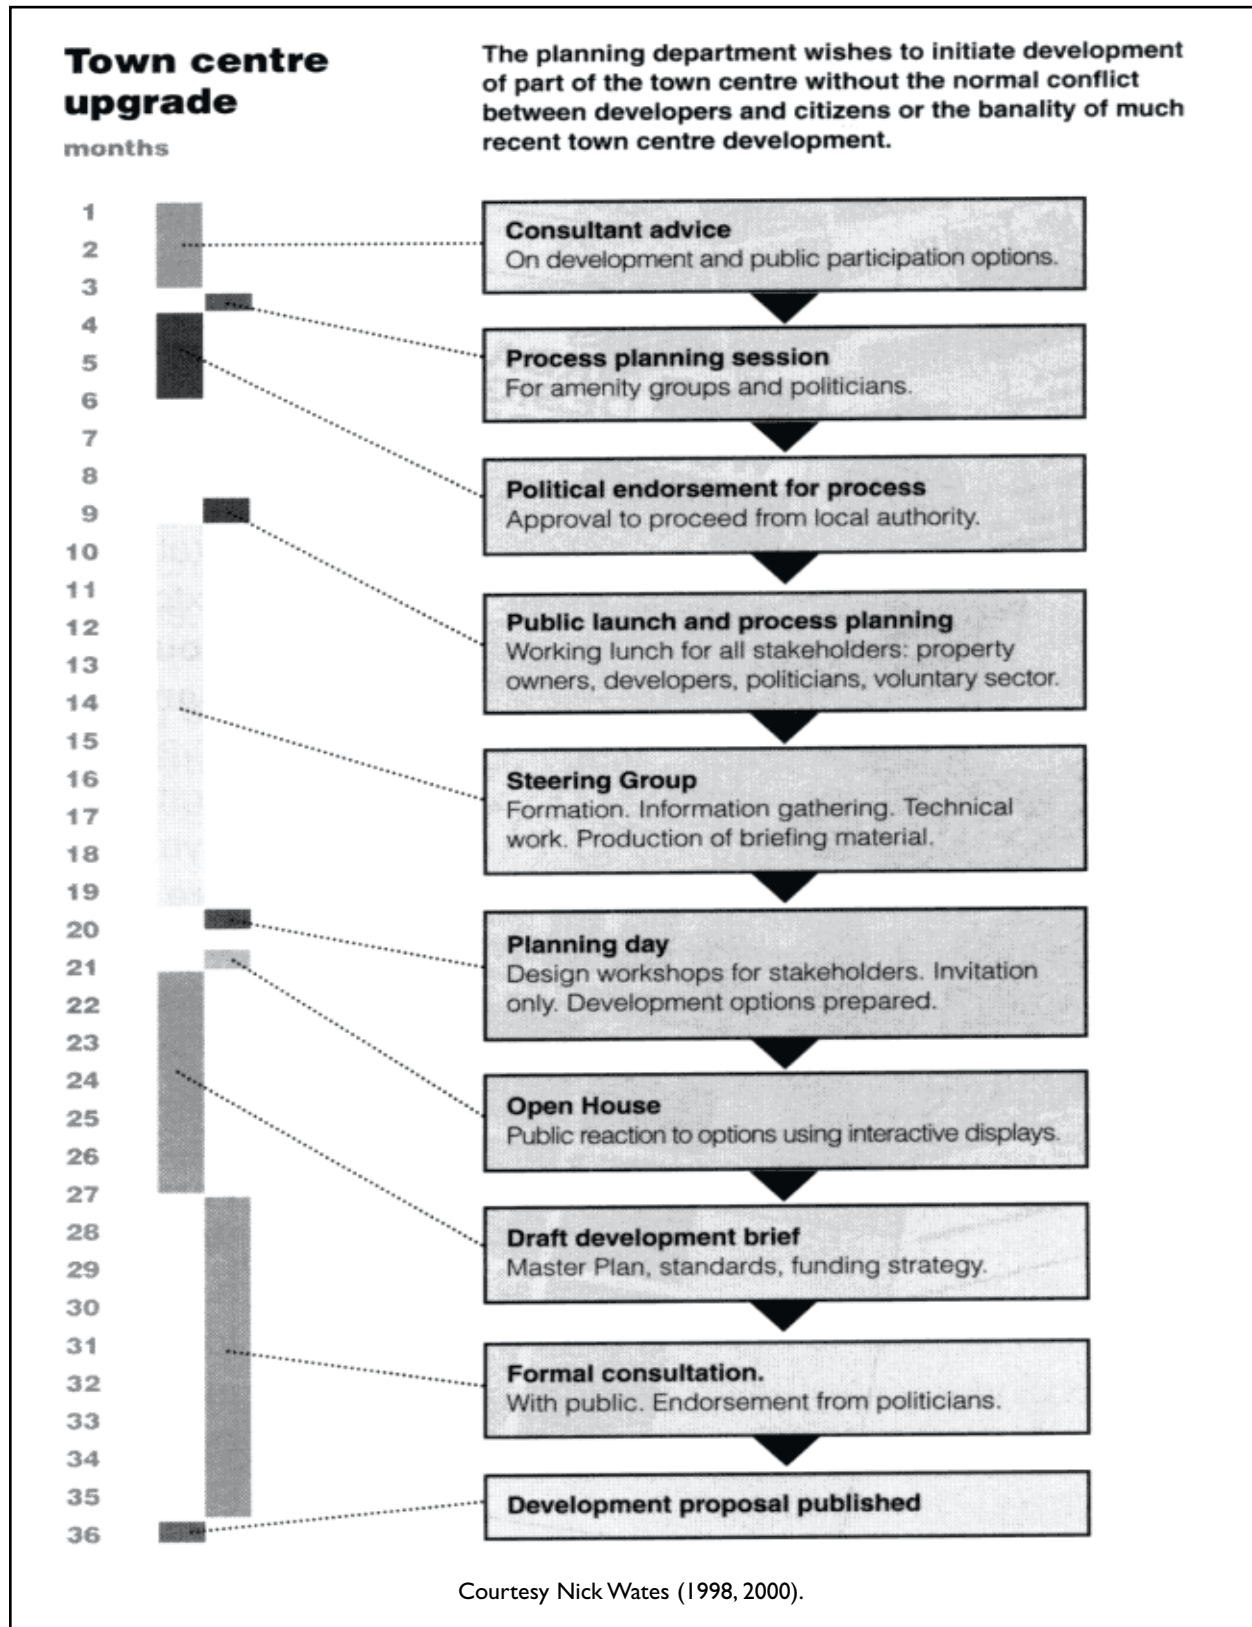 Town centre
upgrade
months
The planning department wishes to initiate development
of part of the town centre without the normal conflict
between developers and citizens or the banality of much
recent town centre development.
1
2
3
4
5
6
7
8
9
10
11
12
13
14
15
16
17
18
19
20
21
22
23
24
25
26
27
28
29
30
31
32
33
34
35
36
Consultant advice
On development and public participation options.
Process planning session
For amenity groups and politicians.
Political endorsement for process
Approval to proceed from local authority.
Public launch and process planning
Working lunch for all stakeholders: property
owners, developers, politicians, voluntary sector.
Steering Group
Formation. Information gathering. Technical
work. Production of briefing material.
Planning day
Design workshops for stakeholders. Invitation
only. Development options prepared.
Open House
Public reaction to options using interactive displays.
Draft development brief
Master Plan, standards, funding strategy.
Formal consultation.
With public. Endorsement from politicians.
Development proposal published
Courtesy Nick Wates (1998, 2000).